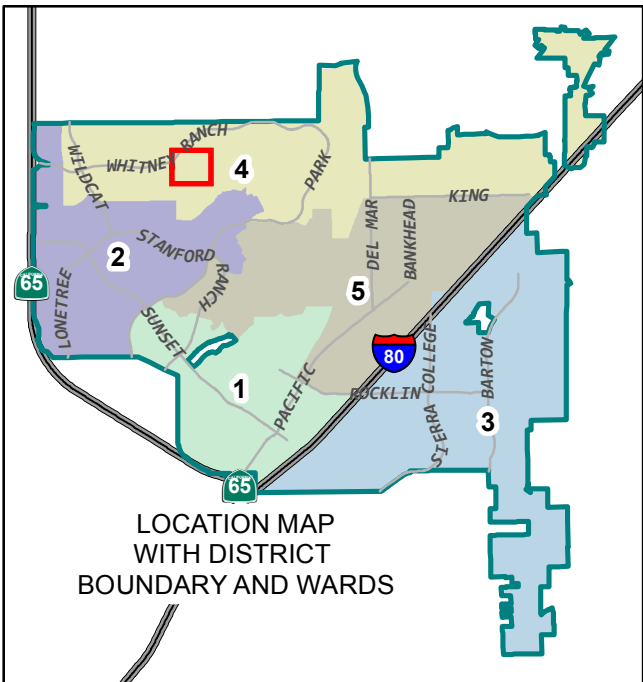 WHITNEY RANCH
WILDCAT
4
PARK
KING
DEL MAR
BANKHEAD
2
STANFORD
RANCH
5
65
LONETREE
SUNSET
80
1
PACIFIC
ROCKLIN
SIERRA COLLEGE
BARTON
3
65
LOCATION MAP
WITH DISTRICT
BOUNDARY AND WARDS